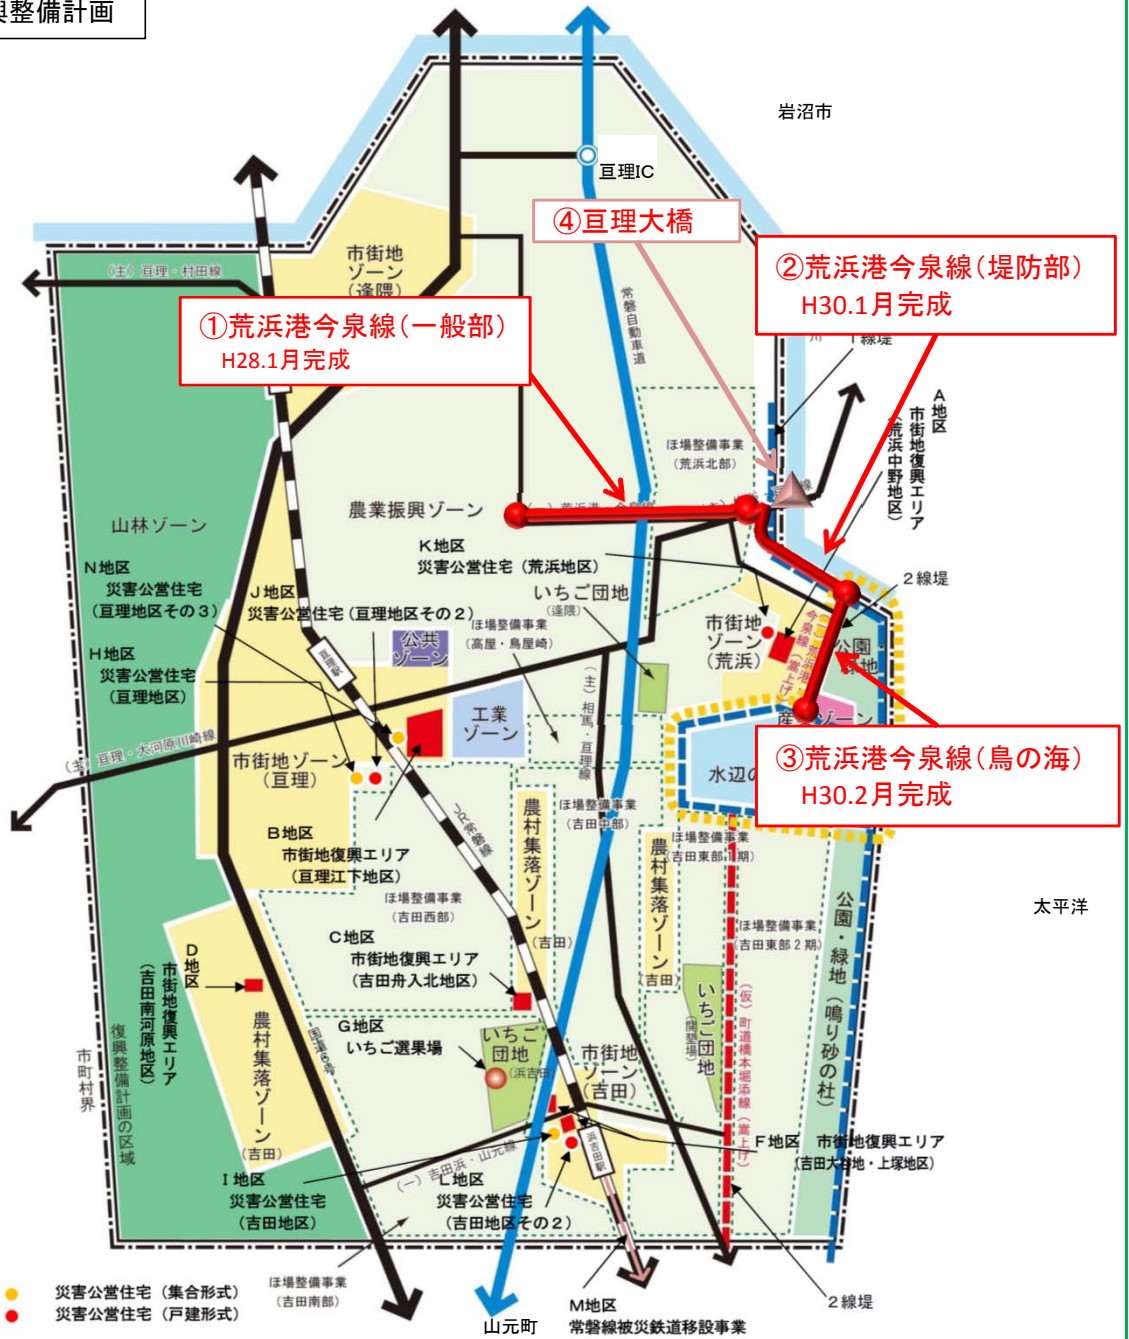 興整備計画
岩沼市
亘理IC
④亘理大橋
市街地
ゾーン
(逢隈)
(主)亘理・村田線
②荒浜港今泉線(堤防部)
H30.1月完成
①荒浜港今泉線(一般部)
H28.1月完成
常磐自動車道
川
1線堤
A地区
市街地復興エリア
(荒浜中野地区)
ほ場整備事業
(荒浜北部)
山林ゾーン
農業振興ゾーン
K地区
災害公営住宅(荒浜地区)
N地区
災害公営住宅
(亘理地区その3)
J地区
災害公営住宅(亘理地区その2)
いちご団地
(逢隈)
2線堤
ほ場整備事業
(高屋・鳥屋崎)
市街地
ゾーン
(荒浜)
公共
ゾーン
公園
緑地
(一)荒浜港
今泉線(嵩上げ)
H地区
災害公営住宅
(亘理地区)
亘理駅
工業
ゾーン
(主)相馬・亘理線
(主)亘理・大河原川崎線
市街地ゾーン
(亘理)
産業ゾーン
③荒浜港今泉線(鳥の海)
H30.2月完成
水辺の
JR常磐線
農村集落ゾーン
(吉田)
ほ場整備事業
(吉田中部)
農村集落ゾーン
(吉田)
ほ場整備事業
(吉田東部1期)
B地区
市街地復興エリア
(亘理江下地区)
ほ場整備事業
(吉田西部)
太平洋
公園・緑地(鳴り砂の杜)
ほ場整備事業
(吉田東部2期)
C地区
市街地復興エリア
(吉田舟入北地区)
D地区
市街地復興エリア
(吉田南河原地区)
いちご団地
(開墾場)
(仮)町道橋本堀添線(嵩上げ)
農村集落ゾーン
(吉田)
国道6号
G地区
いちご選果場
いちご
団地
(浜吉田)
市街地
ゾーン
(吉田)
復興整備計画の区域
市町村界
浜吉田駅
F地区 市街地復興エリア
(吉田大谷地・上塚地区)
(一)吉田浜・山元線
I地区
災害公営住宅
(吉田地区)
L地区
災害公営住宅
(吉田地区その2)
ほ場整備事業
(吉田南部)
災害公営住宅(集合形式)
災害公営住宅(戸建形式)
山元町
M地区
常磐線被災鉄道移設事業
2線堤